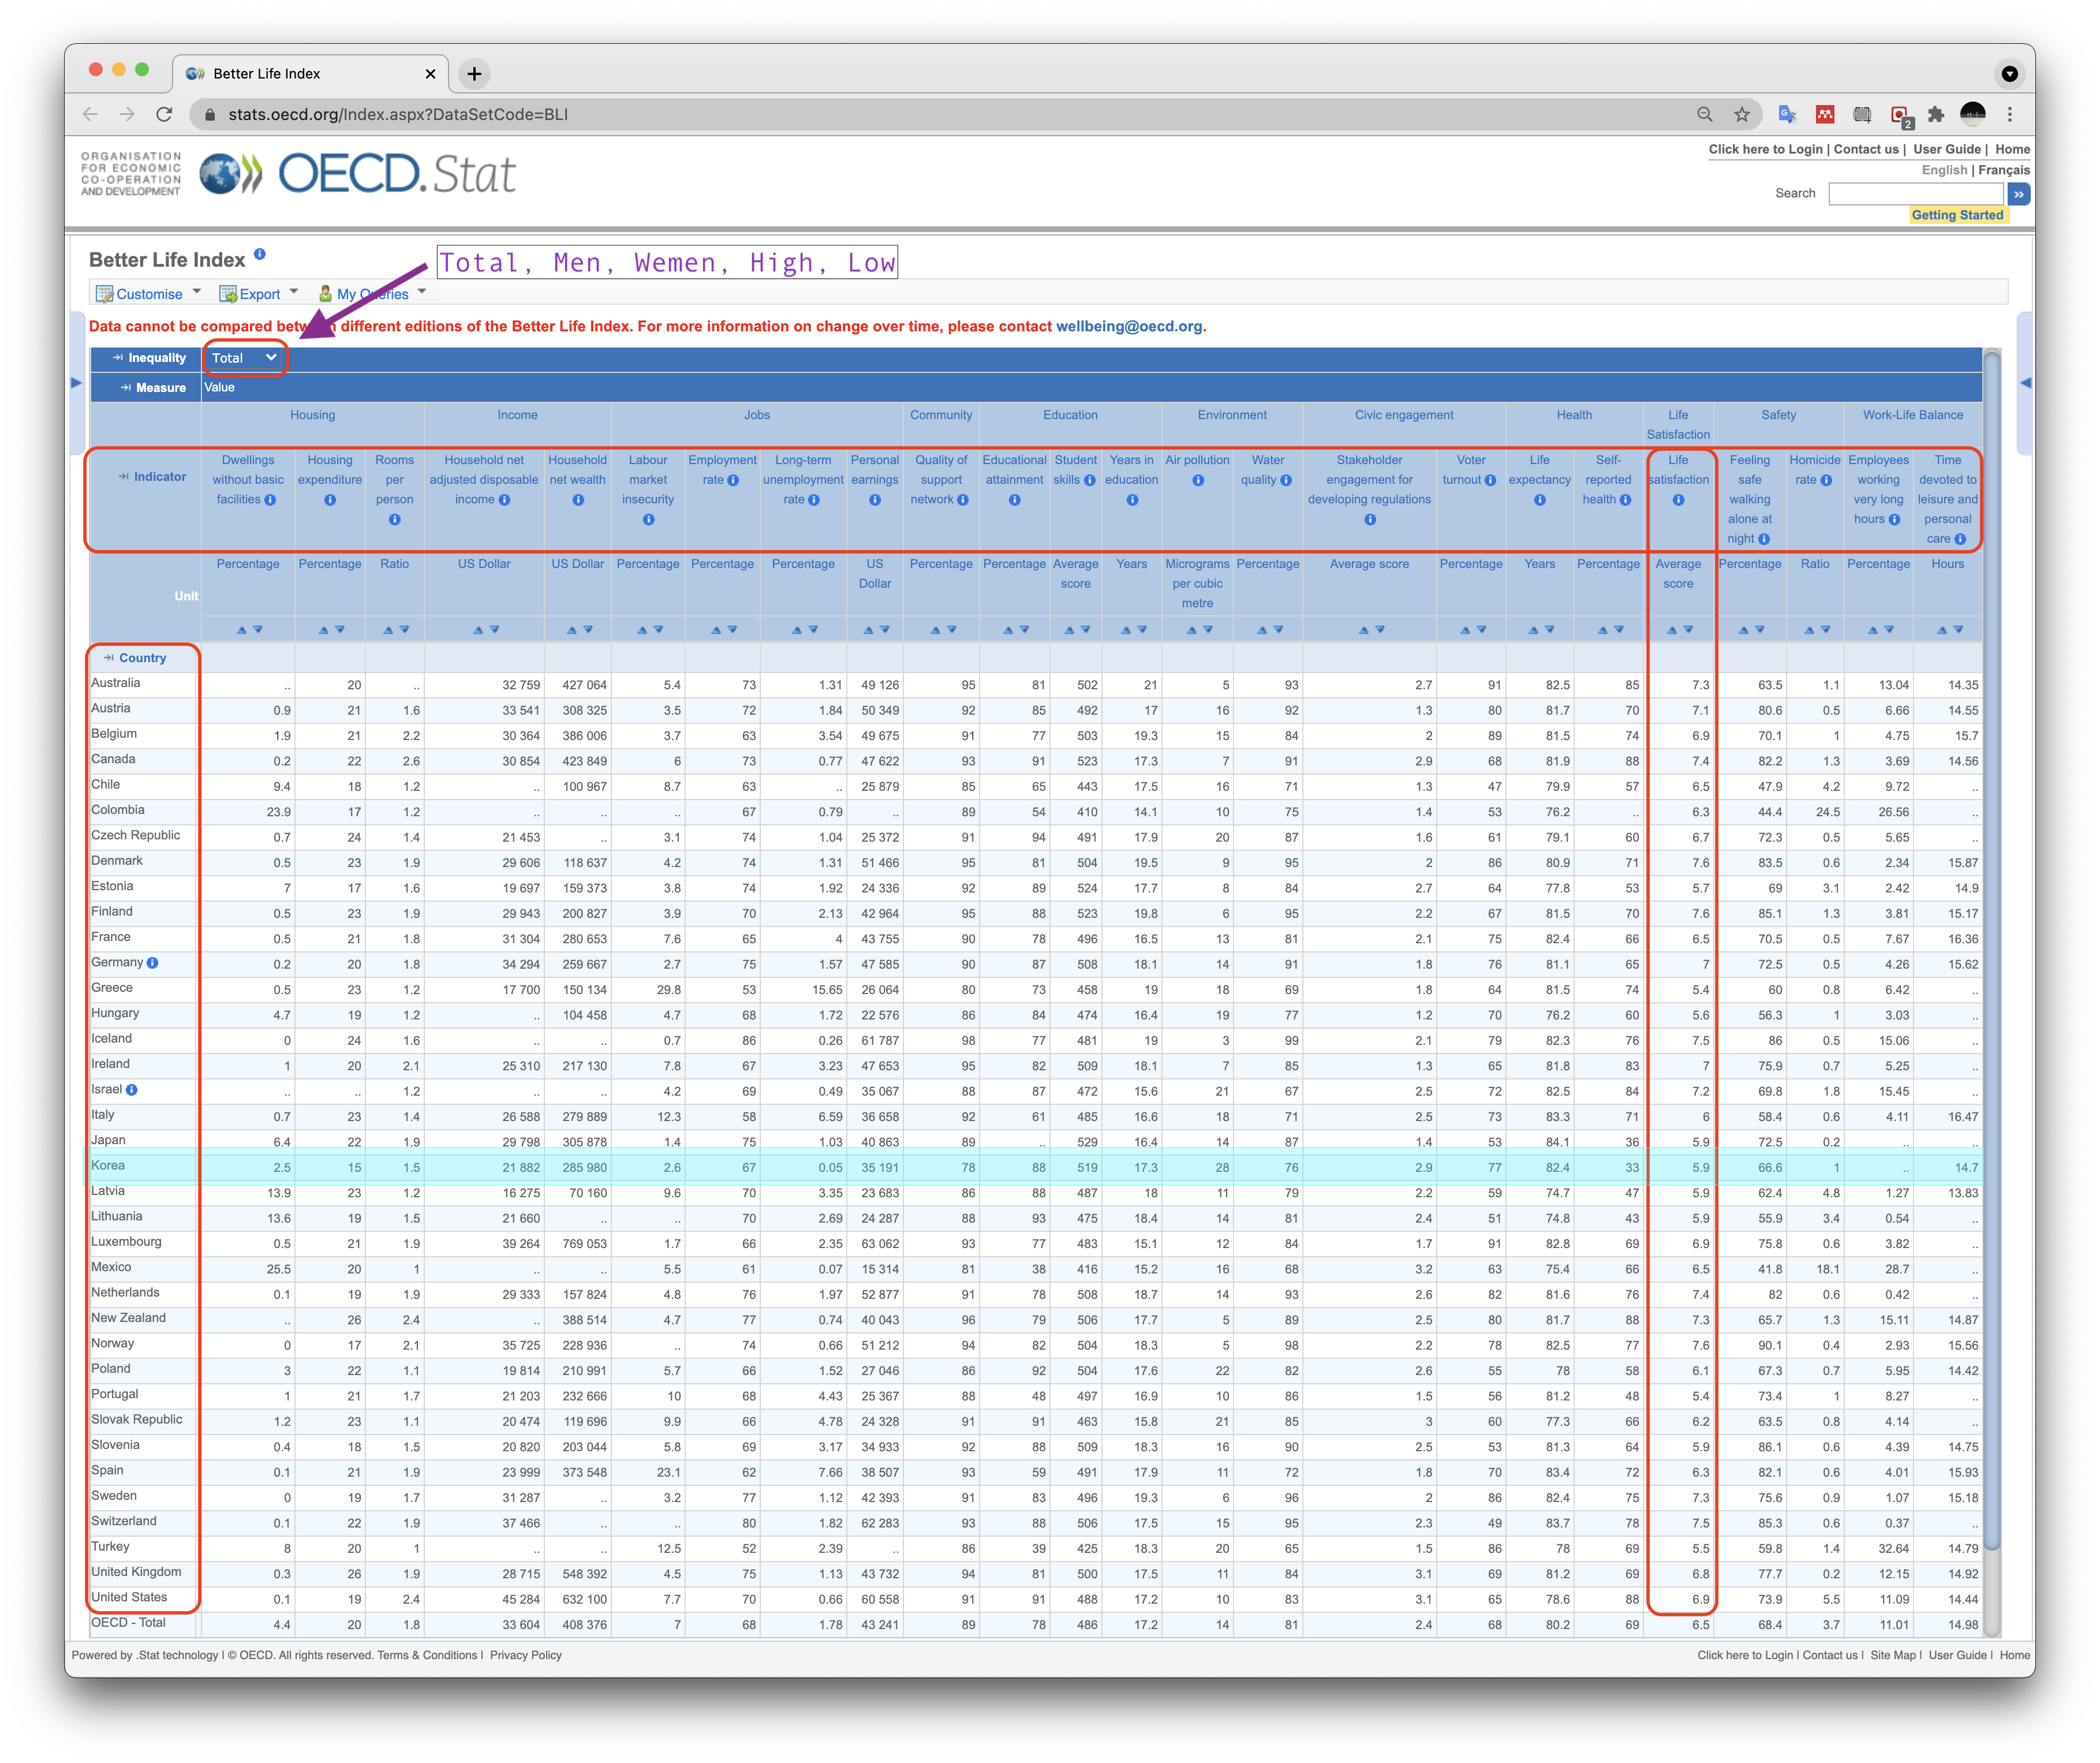 Better Life Index
stats.oecd.org/Index.aspx?DataSetCode=BLI
2
ORGANISATION
FOR ECONOMIC
CO-OPERATION
AND DEVELOPMENT
OECD.Stat
Click here to Login | Contact us | User Guide | Home
English | Français
Search
»
Getting Started
Better Life Index
Total, Men, Wemen, High, Low
Customise Export My Queries
Data cannot be compared between different editions of the Better Life Index. For more information on change over time, please contact wellbeing@oecd.org.
Inequality Total
Measure Value
Housing Income Jobs Community Education Environment Civic engagement Health Life Satisfaction Safety Work-Life Balance
Indicator Dwellings without basic facilities Housing expenditure Rooms per person Household net adjusted disposable income Household net wealth Labour market insecurity Employment rate Long-term unemployment rate Personal earnings Quality of support network Educational attainment Student skills Years in education Air pollution Water quality Stakeholder engagement for developing regulations Voter turnout Life expectancy Self-reported health Life satisfaction Feeling safe walking alone at night Homicide rate Employees working very long hours Time devoted to leisure and personal care
Unit Percentage Percentage Ratio US Dollar US Dollar Percentage Percentage Percentage US Dollar Percentage Percentage Average score Years Micrograms per cubic metre Percentage Average score Percentage Years Percentage Average score Percentage Ratio Percentage Hours
Country
Australia .. 20 .. 32 759 427 064 5.4 73 1.31 49 126 95 81 502 21 5 93 2.7 91 82.5 85 7.3 63.5 1.1 13.04 14.35
Austria 0.9 21 1.6 33 541 308 325 3.5 72 1.84 50 349 92 85 492 17 16 92 1.3 80 81.7 70 7.1 80.6 0.5 6.66 14.55
Belgium 1.9 21 2.2 30 364 386 006 3.7 63 3.54 49 675 91 77 503 19.3 15 84 2 89 81.5 74 6.9 70.1 1 4.75 15.7
Canada 0.2 22 2.6 30 854 423 849 6 73 0.77 47 622 93 91 523 17.3 7 91 2.9 68 81.9 88 7.4 82.2 1.3 3.69 14.56
Chile 9.4 18 1.2 .. 100 967 8.7 63 .. 25 879 85 65 443 17.5 16 71 1.3 47 79.9 57 6.5 47.9 4.2 9.72 ..
Colombia 23.9 17 1.2 .. .. .. 67 0.79 .. 89 54 410 14.1 10 75 1.4 53 76.2 .. 6.3 44.4 24.5 26.56 ..
Czech Republic 0.7 24 1.4 21 453 .. 3.1 74 1.04 25 372 91 94 491 17.9 20 87 1.6 61 79.1 60 6.7 72.3 0.5 5.65 ..
Denmark 0.5 23 1.9 29 606 118 637 4.2 74 1.31 51 466 95 81 504 19.5 9 95 2 86 80.9 71 7.6 83.5 0.6 2.34 15.87
Estonia 7 17 1.6 19 697 159 373 3.8 74 1.92 24 336 92 89 524 17.7 8 84 2.7 64 77.8 53 5.7 69 3.1 2.42 14.9
Finland 0.5 23 1.9 29 943 200 827 3.9 70 2.13 42 964 95 88 523 19.8 6 95 2.2 67 81.5 70 7.6 85.1 1.3 3.81 15.17
France 0.5 21 1.8 31 304 280 653 7.6 65 4 43 755 90 78 496 16.5 13 81 2.1 75 82.4 66 6.5 70.5 0.5 7.67 16.36
Germany 0.2 20 1.8 34 294 259 667 2.7 75 1.57 47 585 90 87 508 18.1 14 91 1.8 76 81.1 65 7 72.5 0.5 4.26 15.62
Greece 0.5 23 1.2 17 700 150 134 29.8 53 15.65 26 064 80 73 458 19 18 69 1.8 64 81.5 74 5.4 60 0.8 6.42 ..
Hungary 4.7 19 1.2 .. 104 458 4.7 68 1.72 22 576 86 84 474 16.4 19 77 1.2 70 76.2 60 5.6 56.3 1 3.03 ..
Iceland 0 24 1.6 .. .. 0.7 86 0.26 61 787 98 77 481 19 3 99 2.1 79 82.3 76 7.5 86 0.5 15.06 ..
Ireland 1 20 2.1 25 310 217 130 7.8 67 3.23 47 653 95 82 509 18.1 7 85 1.3 65 81.8 83 7 75.9 0.7 5.25 ..
Israel .. .. 1.2 .. .. 4.2 69 0.49 35 067 88 87 472 15.6 21 67 2.5 72 82.5 84 7.2 69.8 1.8 15.45 ..
Italy 0.7 23 1.4 26 588 279 889 12.3 58 6.59 36 658 92 61 485 16.6 18 71 2.5 73 83.3 71 6 58.4 0.6 4.11 16.47
Japan 6.4 22 1.9 29 798 305 878 1.4 75 1.03 40 863 89 .. 529 16.4 14 87 1.4 53 84.1 36 5.9 72.5 0.2 .. ..
Korea 2.5 15 1.5 21 882 285 980 2.6 67 0.05 35 191 78 88 519 17.3 28 76 2.9 77 82.4 33 5.9 66.6 1 .. 14.7
Latvia 13.9 23 1.2 16 275 70 160 9.6 70 3.35 23 683 86 88 487 18 11 79 2.2 59 74.7 47 5.9 62.4 4.8 1.27 13.83
Lithuania 13.6 19 1.5 21 660 .. .. 70 2.69 24 287 88 93 475 18.4 14 81 2.4 51 74.8 43 5.9 55.9 3.4 0.54 ..
Luxembourg 0.5 21 1.9 39 264 769 053 1.7 66 2.35 63 062 93 77 483 15.1 12 84 1.7 91 82.8 69 6.9 75.8 0.6 3.82 ..
Mexico 25.5 20 1 .. .. 5.5 61 0.07 15 314 81 38 416 15.2 16 68 3.2 63 75.4 66 6.5 41.8 18.1 28.7 ..
Netherlands 0.1 19 1.9 29 333 157 824 4.8 76 1.97 52 877 91 78 508 18.7 14 93 2.6 82 81.6 76 7.4 82 0.6 0.42 ..
New Zealand .. 26 2.4 .. 388 514 4.7 77 0.74 40 043 96 79 506 17.7 5 89 2.5 80 81.7 88 7.3 65.7 1.3 15.11 14.87
Norway 0 17 2.1 35 725 228 936 .. 74 0.66 51 212 94 82 504 18.3 5 98 2.2 78 82.5 77 7.6 90.1 0.4 2.93 15.56
Poland 3 22 1.1 19 814 210 991 5.7 66 1.52 27 046 86 92 504 17.6 22 82 2.6 55 78 58 6.1 67.3 0.7 5.95 14.42
Portugal 1 21 1.7 21 203 232 666 10 68 4.43 25 367 88 48 497 16.9 10 86 1.5 56 81.2 48 5.4 73.4 1 8.27 ..
Slovak Republic 1.2 23 1.1 20 474 119 696 9.9 66 4.78 24 328 91 91 463 15.8 21 85 3 60 77.3 66 6.2 63.5 0.8 4.14 ..
Slovenia 0.4 18 1.5 20 820 203 044 5.8 69 3.17 34 933 92 88 509 18.3 16 90 2.5 53 81.3 64 5.9 86.1 0.6 4.39 14.75
Spain 0.1 21 1.9 23 999 373 548 23.1 62 7.66 38 507 93 59 491 17.9 11 72 1.8 70 83.4 72 6.3 82.1 0.6 4.01 15.93
Sweden 0 19 1.7 31 287 .. 3.2 77 1.12 42 393 91 83 496 19.3 6 96 2 86 82.4 75 7.3 75.6 0.9 1.07 15.18
Switzerland 0.1 22 1.9 37 466 .. .. 80 1.82 62 283 93 88 506 17.5 15 95 2.3 49 83.7 78 7.5 85.3 0.6 0.37 ..
Turkey 8 20 1 .. .. 12.5 52 2.39 .. 86 39 425 18.3 20 65 1.5 86 78 69 5.5 59.8 1.4 32.64 14.79
United Kingdom 0.3 26 1.9 28 715 548 392 4.5 75 1.13 43 732 94 81 500 17.5 11 84 3.1 69 81.2 69 6.8 77.7 0.2 12.15 14.92
United States 0.1 19 2.4 45 284 632 100 7.7 70 0.66 60 558 91 91 488 17.2 10 83 3.1 65 78.6 88 6.9 73.9 5.5 11.09 14.44
OECD - Total 4.4 20 1.8 33 604 408 376 7 68 1.78 43 241 89 78 486 17.2 14 81 2.4 68 80.2 69 6.5 68.4 3.7 11.01 14.98
Powered by .Stat technology | © OECD. All rights reserved. Terms & Conditions | Privacy Policy Click here to Login | Contact us | Site Map | User Guide | Home